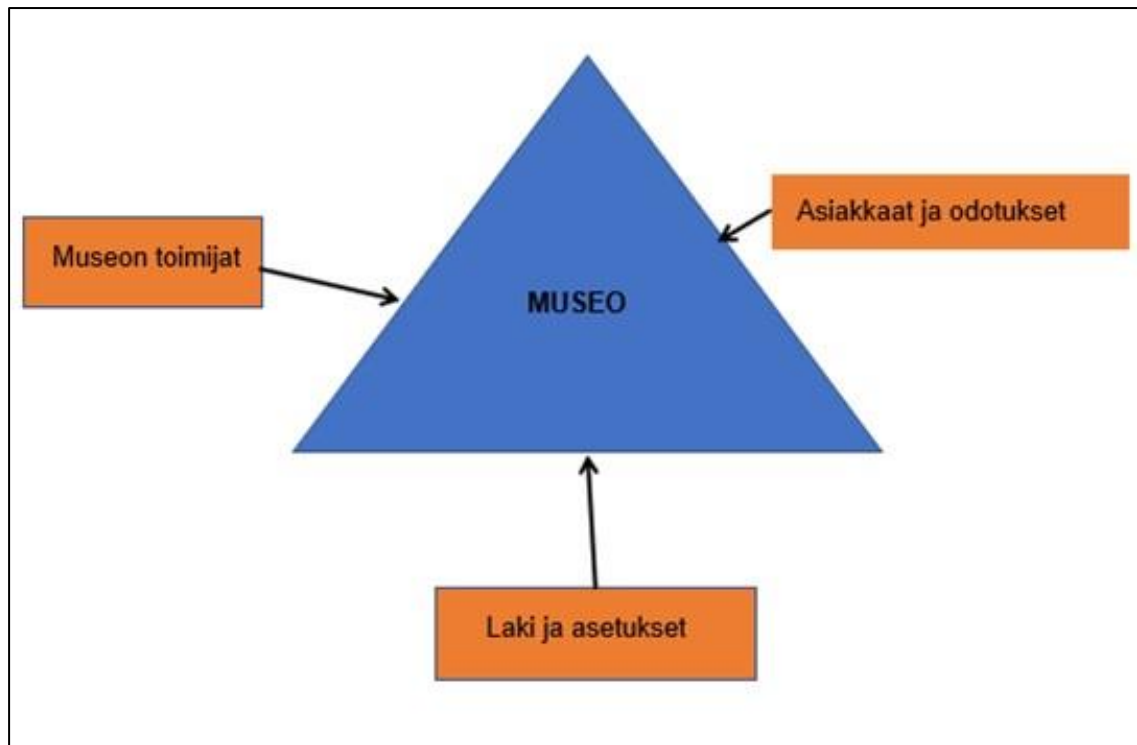 Asiakkaat ja odotukset
Museon toimijat
MUSEO
Laki ja asetukset